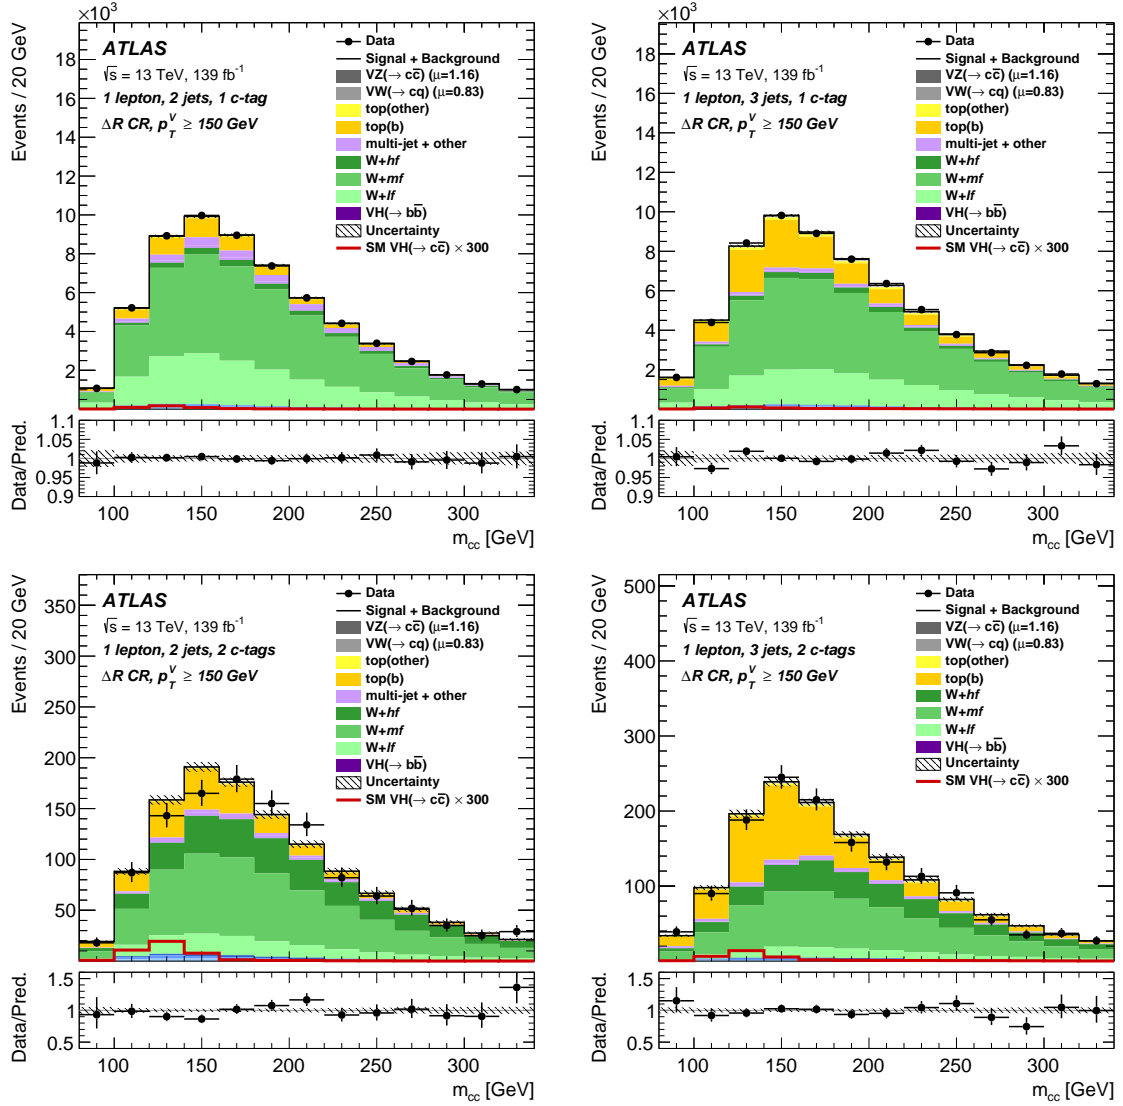 ×10³
Events / 20 GeV
18
16
14
12
10
8
6
4
2
ATLAS
√s = 13 TeV, 139 fb⁻¹
1 lepton, 2 jets, 1 c-tag
ΔR CR, p_T^V ≥ 150 GeV
Data
Signal + Background
VZ(→ cc̅) (μ=1.16)
VW(→ cq) (μ=0.83)
top(other)
top(b)
multi-jet + other
W+hf
W+mf
W+lf
VH(→ bb̅)
Uncertainty
SM VH(→ cc̅) × 300
Data/Pred.
1.1
1.05
1
0.95
0.9
100 150 200 250 300
m_cc [GeV]
×10³
Events / 20 GeV
18
16
14
12
10
8
6
4
2
ATLAS
√s = 13 TeV, 139 fb⁻¹
1 lepton, 3 jets, 1 c-tag
ΔR CR, p_T^V ≥ 150 GeV
Data
Signal + Background
VZ(→ cc̅) (μ=1.16)
VW(→ cq) (μ=0.83)
top(other)
top(b)
multi-jet + other
W+hf
W+mf
W+lf
VH(→ bb̅)
Uncertainty
SM VH(→ cc̅) × 300
Data/Pred.
1.1
1.05
1
0.95
0.9
100 150 200 250 300
m_cc [GeV]
Events / 20 GeV
350
300
250
200
150
100
50
ATLAS
√s = 13 TeV, 139 fb⁻¹
1 lepton, 2 jets, 2 c-tags
ΔR CR, p_T^V ≥ 150 GeV
Data
Signal + Background
VZ(→ cc̅) (μ=1.16)
VW(→ cq) (μ=0.83)
top(other)
top(b)
multi-jet + other
W+hf
W+mf
W+lf
VH(→ bb̅)
Uncertainty
SM VH(→ cc̅) × 300
Data/Pred.
1.5
1
0.5
100 150 200 250 300
m_cc [GeV]
Events / 20 GeV
500
400
300
200
100
ATLAS
√s = 13 TeV, 139 fb⁻¹
1 lepton, 3 jets, 2 c-tags
ΔR CR, p_T^V ≥ 150 GeV
Data
Signal + Background
VZ(→ cc̅) (μ=1.16)
VW(→ cq) (μ=0.83)
top(other)
top(b)
multi-jet + other
W+hf
W+mf
W+lf
VH(→ bb̅)
Uncertainty
SM VH(→ cc̅) × 300
Data/Pred.
1.5
1
0.5
100 150 200 250 300
m_cc [GeV]